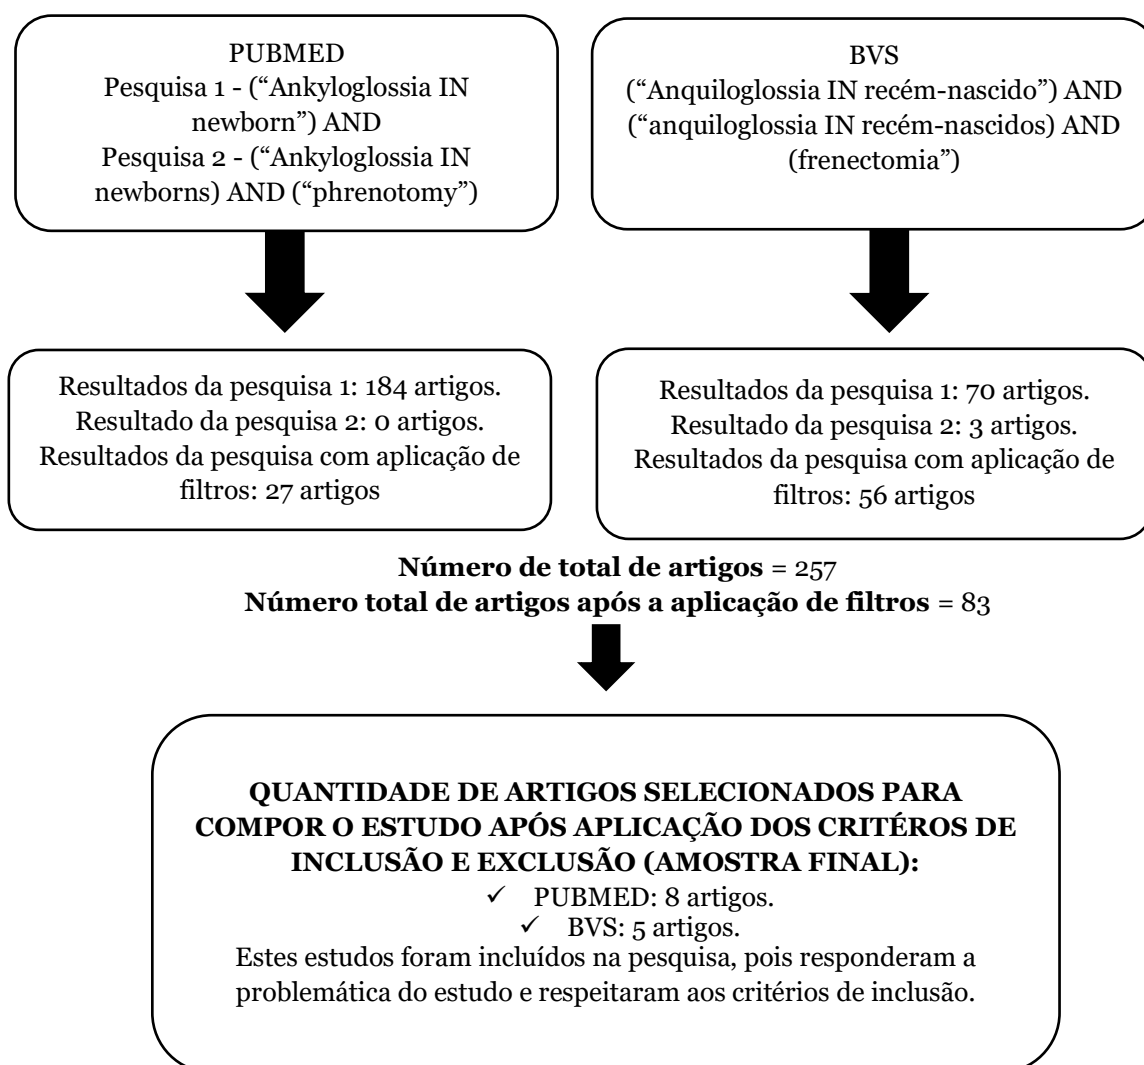 PUBMED
Pesquisa 1 - (“Ankyloglossia IN
newborn”) AND
Pesquisa 2 - (“Ankyloglossia IN
newborns) AND (“phrenotomy”)
BVS
(“Anquiloglossia IN recém-nascido”) AND
(“anquiloglossia IN recém-nascidos) AND
(frenectomia”)
Resultados da pesquisa 1: 184 artigos.
Resultado da pesquisa 2: 0 artigos.
Resultados da pesquisa com aplicação de
filtros: 27 artigos
Resultados da pesquisa 1: 70 artigos.
Resultado da pesquisa 2: 3 artigos.
Resultados da pesquisa com aplicação de
filtros: 56 artigos
Número de total de artigos = 257
Número total de artigos após a aplicação de filtros = 83
QUANTIDADE DE ARTIGOS SELECIONADOS PARA
COMPOR O ESTUDO APÓS APLICAÇÃO DOS CRITÉROS DE
INCLUSÃO E EXCLUSÃO (AMOSTRA FINAL):
✓ PUBMED: 8 artigos.
✓ BVS: 5 artigos.
Estes estudos foram incluídos na pesquisa, pois responderam a
problemática do estudo e respeitaram aos critérios de inclusão.